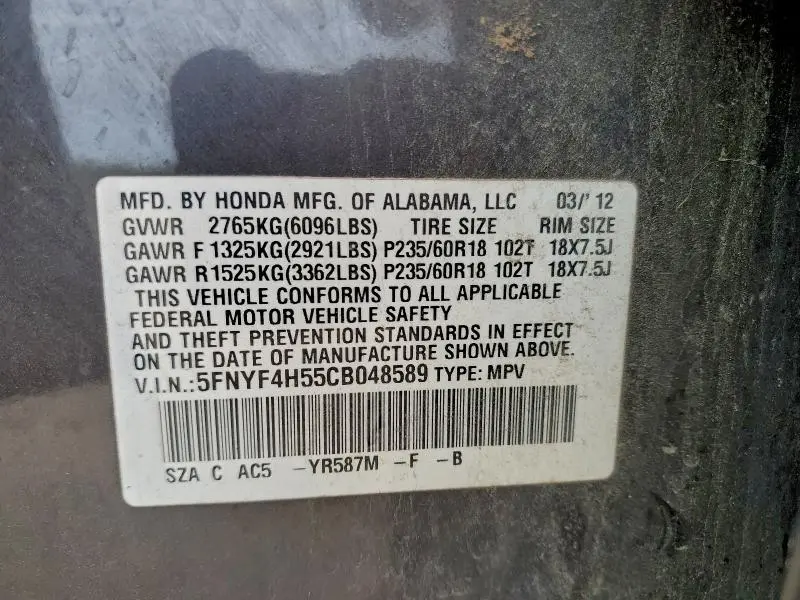 MFD. BY HONDA MFG. OF ALABAMA, LLC 03/'12
GVWR 2765KG(6096LBS) TIRE SIZE RIM SIZE
GAWR F 1325KG(2921LBS) P235/60R18 102T 18X7.5J
GAWR R1525KG(3362LBS) P235/60R18 102T 18X7.5J
THIS VEHICLE CONFORMS TO ALL APPLICABLE
FEDERAL MOTOR VEHICLE SAFETY
AND THEFT PREVENTION STANDARDS IN EFFECT
ON THE DATE OF MANUFACTURE SHOWN ABOVE.
V.I.N.:5FNYF4H55CB048589 TYPE: MPV
SZA C AC5 -YR587M -F -B